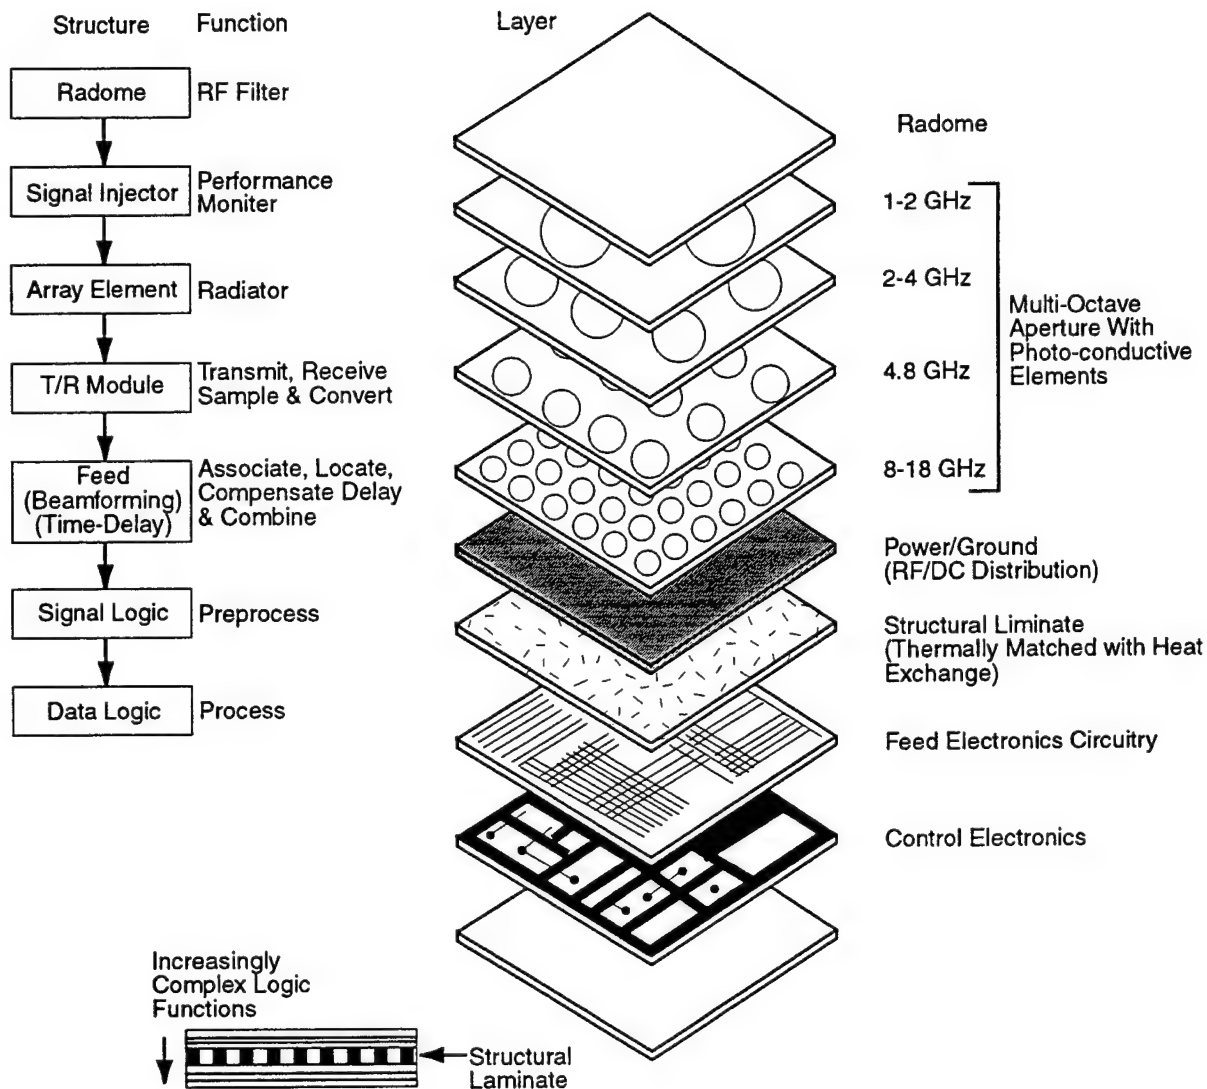 Structure
Function
Layer
Radome
RF Filter
Signal Injector
Performance
Moniter
Array Element
Radiator
T/R Module
Transmit, Receive
Sample & Convert
Feed
(Beamforming)
(Time-Delay)
Associate, Locate,
Compensate Delay
& Combine
Signal Logic
Preprocess
Data Logic
Process
Radome
1-2 GHz
2-4 GHz
4.8 GHz
8-18 GHz
Multi-Octave
Aperture With
Photo-conductive
Elements
Power/Ground
(RF/DC Distribution)
Structural Liminate
(Thermally Matched with Heat
Exchange)
Feed Electronics Circuitry
Control Electronics
Increasingly
Complex Logic
Functions
Structural
Laminate